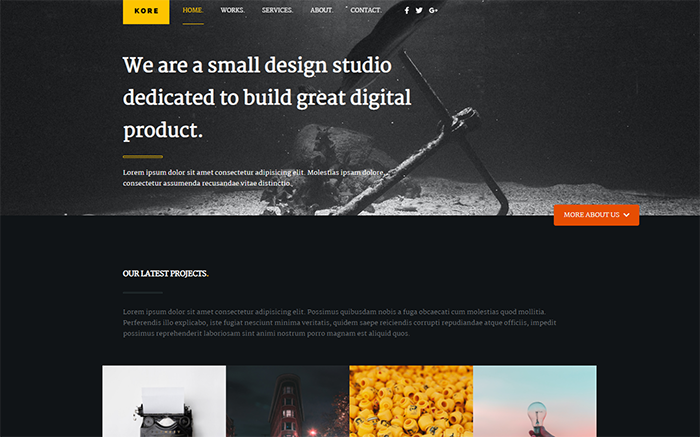 KORE HOME. WORKS. SERVICES. ABOUT. CONTACT.
We are a small design studio
dedicated to build great digital
product.
Lorem ipsum dolor sit amet consectetur adipisicing elit. Molestias ipsam dolore,
consectetur assumenda recusandae vitae distinctio.
MORE ABOUT US
OUR LATEST PROJECTS.
Lorem ipsum dolor sit amet consectetur adipisicing elit. Possimus quibusdam nobis a fuga obcaecati cum molestias quod mollitia.
Perferendis illo explicabo, iste fugiat nesciunt minima veritatis, quidem saepe reiciendis corrupti repudiandae atque officiis, impedit
possimus reprehenderit laboriosam sint animi nostrum porro magnam est aliquid quos.